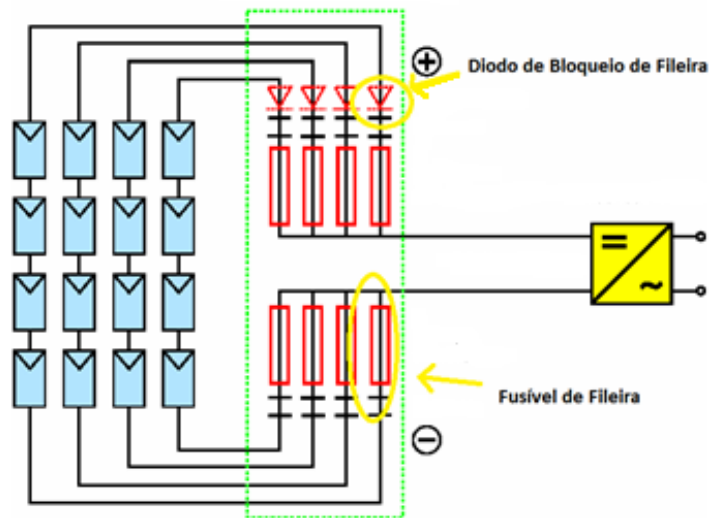 +
Diodo de Bloqueio de Fileira
=
~
Fusível de Fileira
−